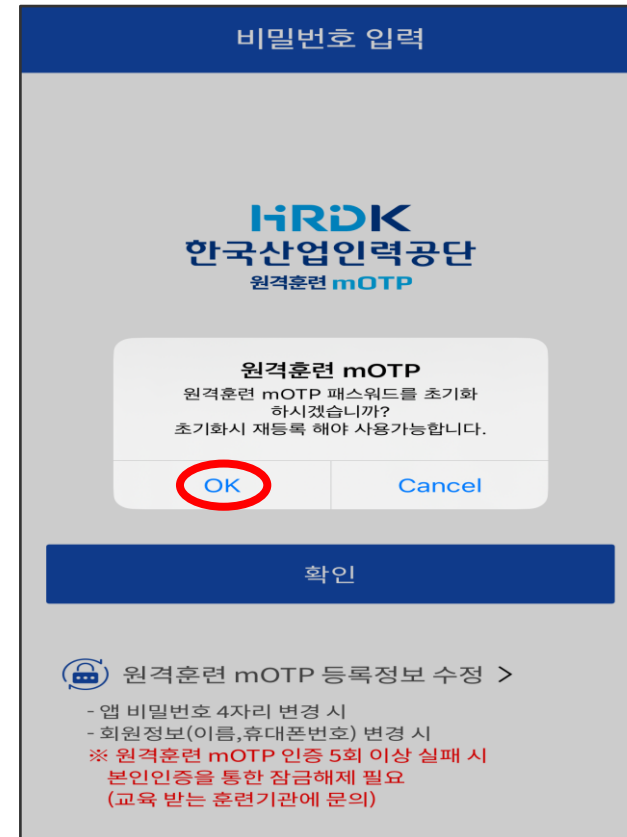 비밀번호 입력
HRDK
한국산업인력공단
원격훈련 mOTP
원격훈련 mOTP
원격훈련 mOTP 패스워드를 초기화
하시겠습니까?
초기화시 재등록 해야 사용가능합니다.
OK Cancel
확인
원격훈련 mOTP 등록정보 수정 >
- 앱 비밀번호 4자리 변경 시
- 회원정보(이름,휴대폰번호) 변경 시
※ 원격훈련 mOTP 인증 5회 이상 실패 시
본인인증을 통한 잠금해제 필요
(교육 받는 훈련기관에 문의)